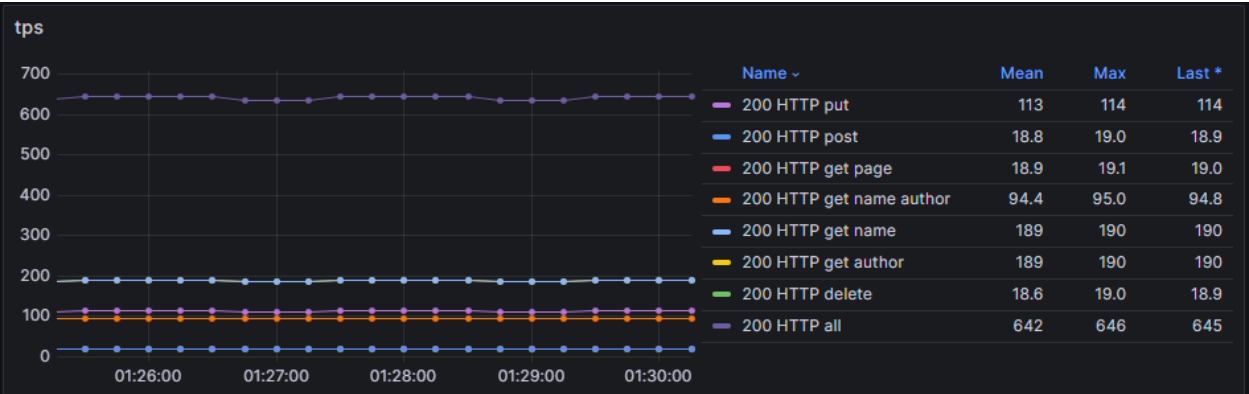 tps
700
600
500
400
300
200
100
0
01:26:00 01:27:00 01:28:00 01:29:00 01:30:00
Name Mean Max Last *
200 HTTP put 113 114 114
200 HTTP post 18.8 19.0 18.9
200 HTTP get page 18.9 19.1 19.0
200 HTTP get name author 94.4 95.0 94.8
200 HTTP get name 189 190 190
200 HTTP get author 189 190 190
200 HTTP delete 18.6 19.0 18.9
200 HTTP all 642 646 645